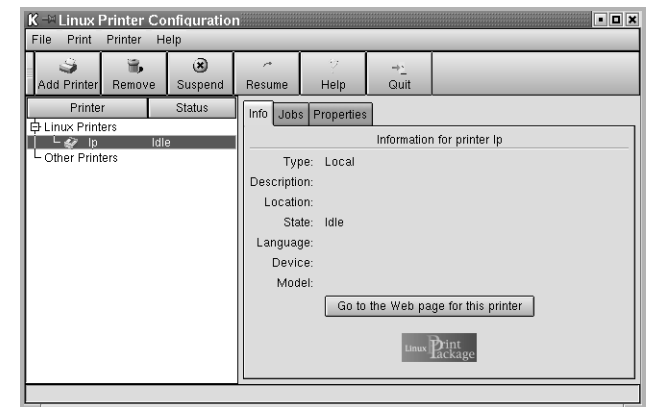 Linux Printer Configuration
File Print Printer Help
Add Printer Remove Suspend Resume Help Quit
Printer Status
Linux Printers
lp Idle
Other Printers
Info Jobs Properties
Information for printer lp
Type: Local
Description:
Location:
State: Idle
Language:
Device:
Model:
Go to the Web page for this printer
Linux Print Package